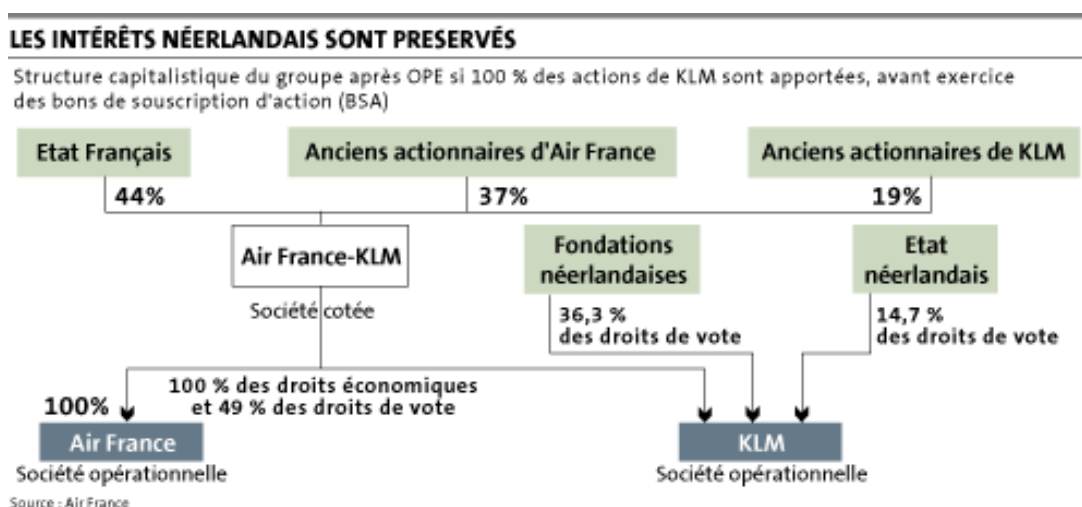 LES INTÉRÊTS NÉERLANDAIS SONT PRESERVÉS
Structure capitalistique du groupe après OPE si 100 % des actions de KLM sont apportées, avant exercice
des bons de souscription d'action (BSA)
Etat Français
Anciens actionnaires d'Air France
Anciens actionnaires de KLM
44%
37%
19%
Air France-KLM
Société cotée
Fondations
néerlandaises
36,3 %
des droits de vote
Etat
néerlandais
14,7 %
des droits de vote
100 % des droits économiques
et 49 % des droits de vote
100%
Air France
Société opérationnelle
KLM
Société opérationnelle
Source : Air France